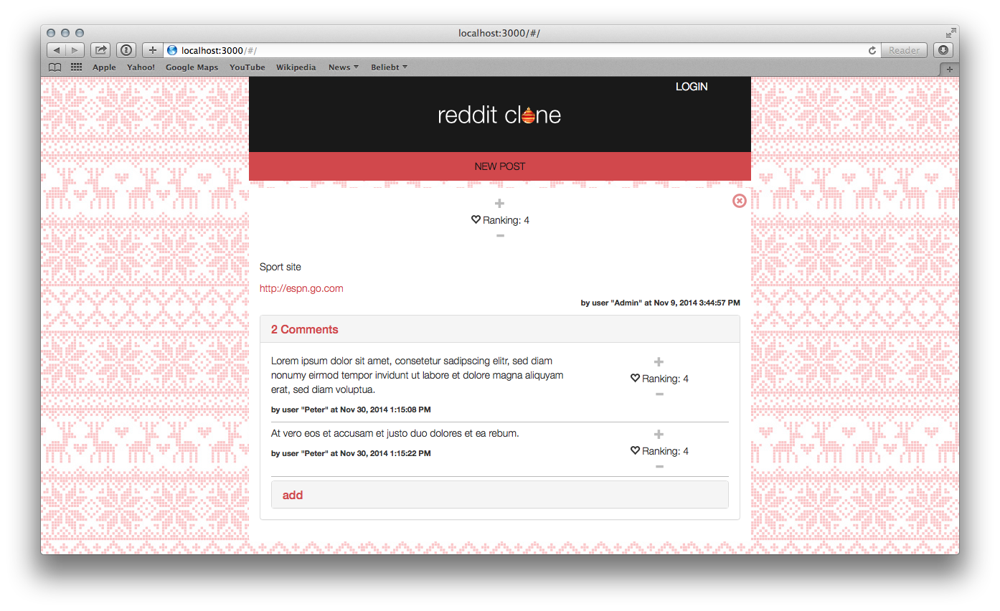 localhost:3000/#/
localhost:3000/#/
Reader
Apple Yahoo! Google Maps YouTube Wikipedia News Beliebt
LOGIN
reddit clone
NEW POST
Ranking: 4
Sport site
http://espn.go.com
by user "Admin" at Nov 9, 2014 3:44:57 PM
2 Comments
Lorem ipsum dolor sit amet, consetetur sadipscing elitr, sed diam
nonumy eirmod tempor invidunt ut labore et dolore magna aliquyam
erat, sed diam voluptua.
Ranking: 4
by user "Peter" at Nov 30, 2014 1:15:08 PM
At vero eos et accusam et justo duo dolores et ea rebum.
Ranking: 4
by user "Peter" at Nov 30, 2014 1:15:22 PM
add